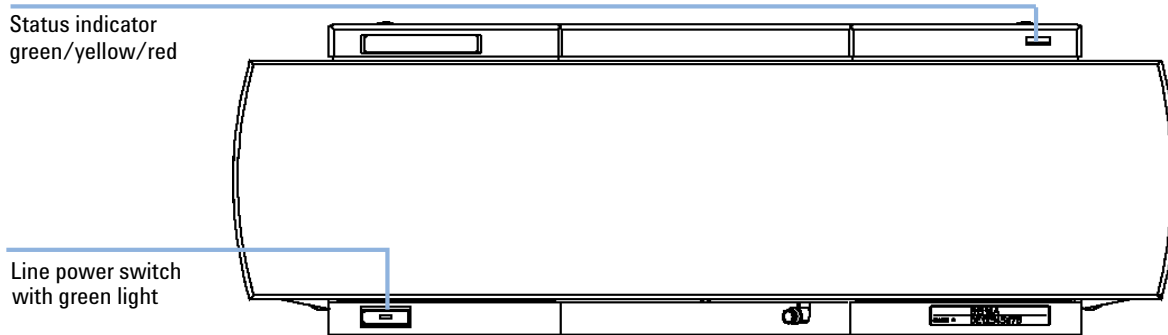 Status indicator
green/yellow/red
Line power switch
with green light